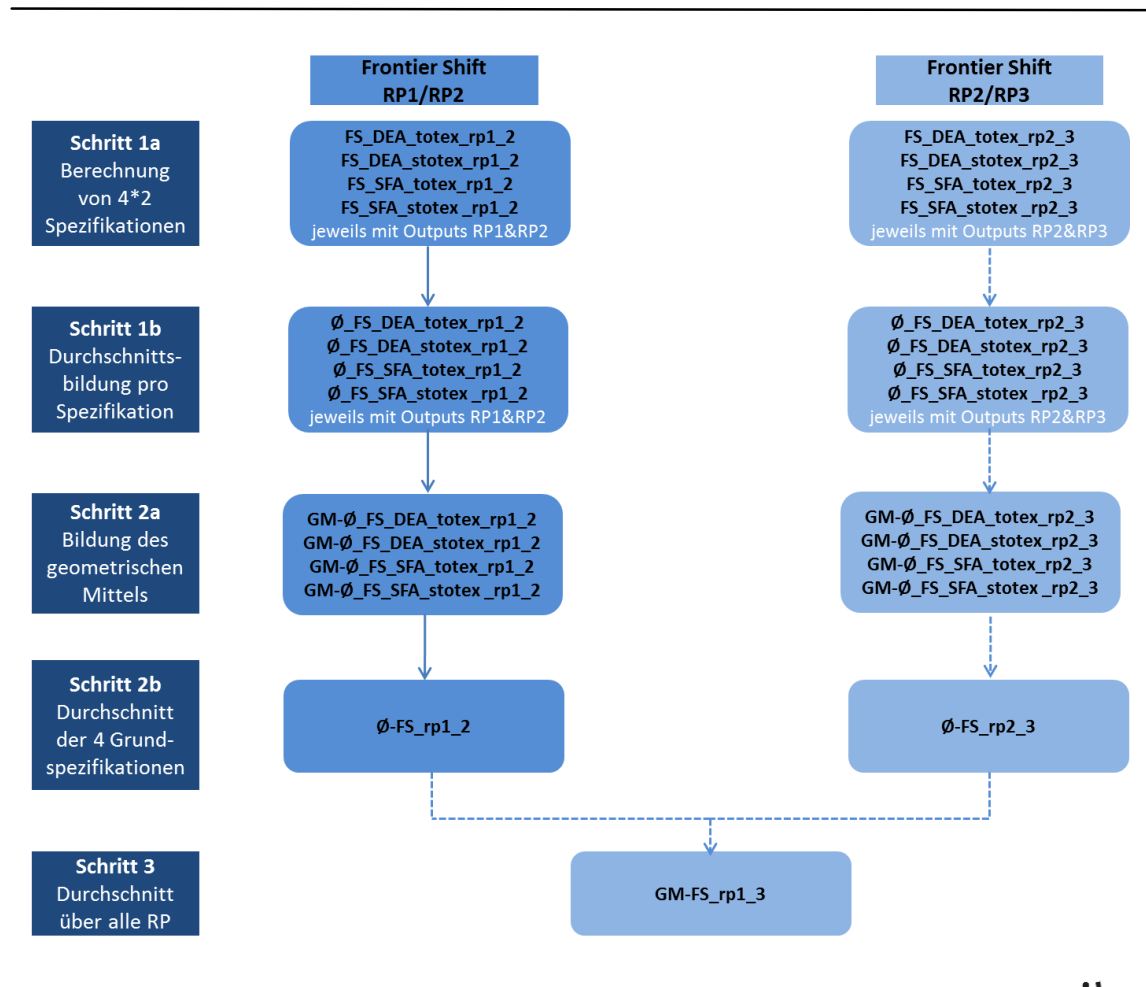 Frontier Shift
RP1/RP2
Frontier Shift
RP2/RP3
Schritt 1a
Berechnung
von 4*2
Spezifikationen
FS_DEA_totex_rp1_2
FS_DEA_stotex_rp1_2
FS_SFA_totex_rp1_2
FS_SFA_stotex _rp1_2
jeweils mit Outputs RP1&RP2
FS_DEA_totex_rp2_3
FS_DEA_stotex_rp2_3
FS_SFA_totex_rp2_3
FS_SFA_stotex _rp2_3
jeweils mit Outputs RP2&RP3
Schritt 1b
Durchschnitts-
bildung pro
Spezifikation
Ø_FS_DEA_totex_rp1_2
Ø_FS_DEA_stotex_rp1_2
Ø_FS_SFA_totex_rp1_2
Ø_FS_SFA_stotex _rp1_2
jeweils mit Outputs RP1&RP2
Ø_FS_DEA_totex_rp2_3
Ø_FS_DEA_stotex_rp2_3
Ø_FS_SFA_totex_rp2_3
Ø_FS_SFA_stotex _rp2_3
jeweils mit Outputs RP2&RP3
Schritt 2a
Bildung des
geometrischen
Mittels
GM-Ø_FS_DEA_totex_rp1_2
GM-Ø_FS_DEA_stotex_rp1_2
GM-Ø_FS_SFA_totex_rp1_2
GM-Ø_FS_SFA_stotex _rp1_2
GM-Ø_FS_DEA_totex_rp2_3
GM-Ø_FS_DEA_stotex_rp2_3
GM-Ø_FS_SFA_totex_rp2_3
GM-Ø_FS_SFA_stotex _rp2_3
Schritt 2b
Durchschnitt
der 4 Grund-
spezifikationen
Ø-FS_rp1_2
Ø-FS_rp2_3
Schritt 3
Durchschnitt
über alle RP
GM-FS_rp1_3